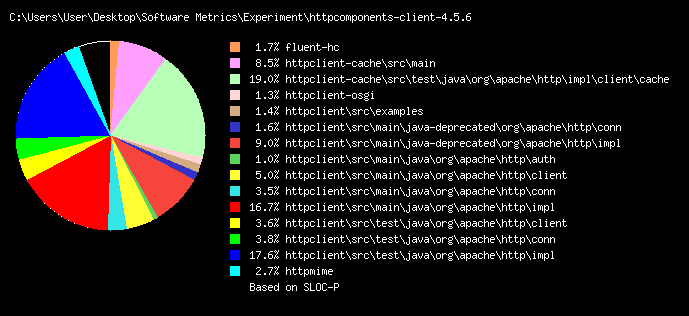 C:\Users\User\Desktop\Software Metrics\Experiment\httpcomponents-client-4.5.6
1.7% fluent-hc
8.5% httpclient-cache\src\main
19.0% httpclient-cache\src\test\java\org\apache\http\impl\client\cache
1.3% httpclient-osgi
1.4% httpclient\src\examples
1.6% httpclient\src\main\java-deprecated\org\apache\http\conn
9.0% httpclient\src\main\java-deprecated\org\apache\http\impl
1.0% httpclient\src\main\java\org\apache\http\auth
5.0% httpclient\src\main\java\org\apache\http\client
3.5% httpclient\src\main\java\org\apache\http\conn
16.7% httpclient\src\main\java\org\apache\http\impl
3.6% httpclient\src\test\java\org\apache\http\client
3.8% httpclient\src\test\java\org\apache\http\conn
17.6% httpclient\src\test\java\org\apache\http\impl
2.7% httpmime
Based on SLOC-P